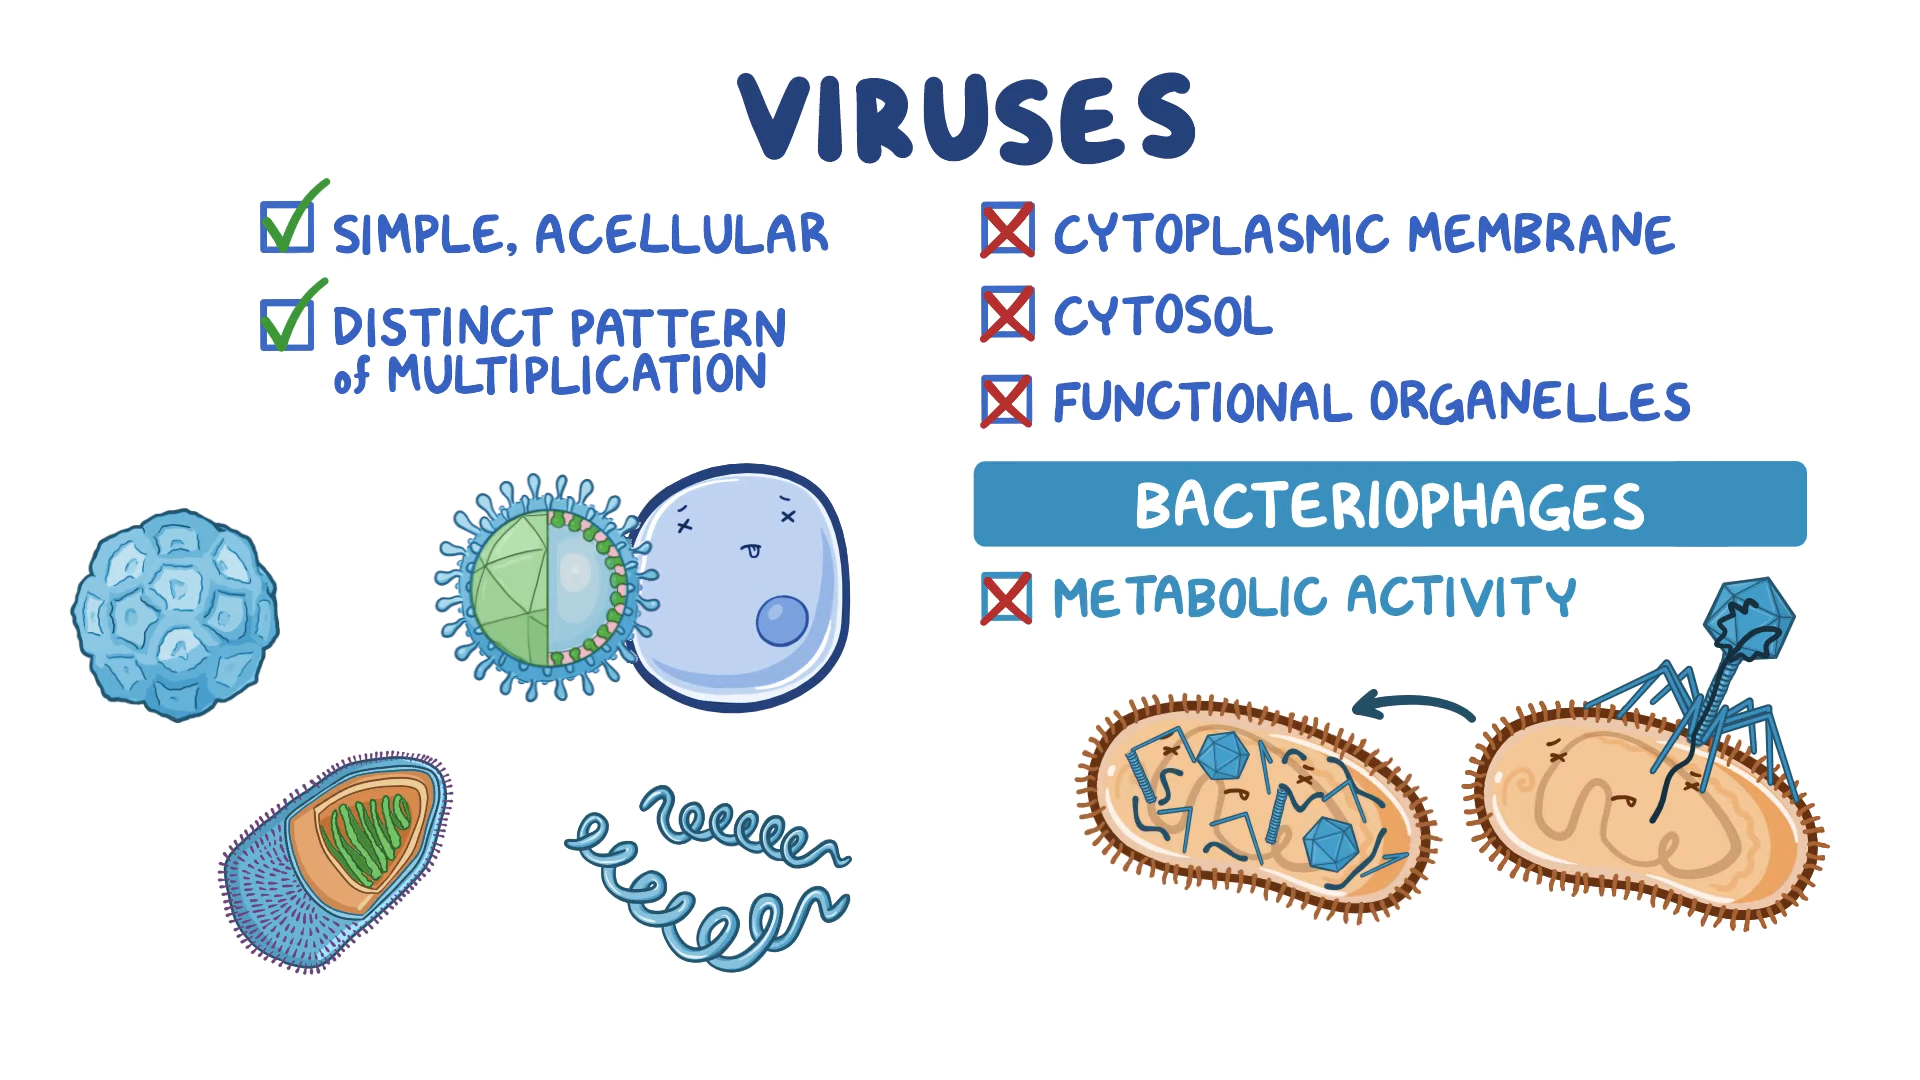 VIRUSES
SIMPLE, ACELLULAR
DISTINCT PATTERN
of MULTIPLICATION
CYTOPLASMIC MEMBRANE
CYTOSOL
FUNCTIONAL ORGANELLES
BACTERIOPHAGES
METABOLIC ACTIVITY